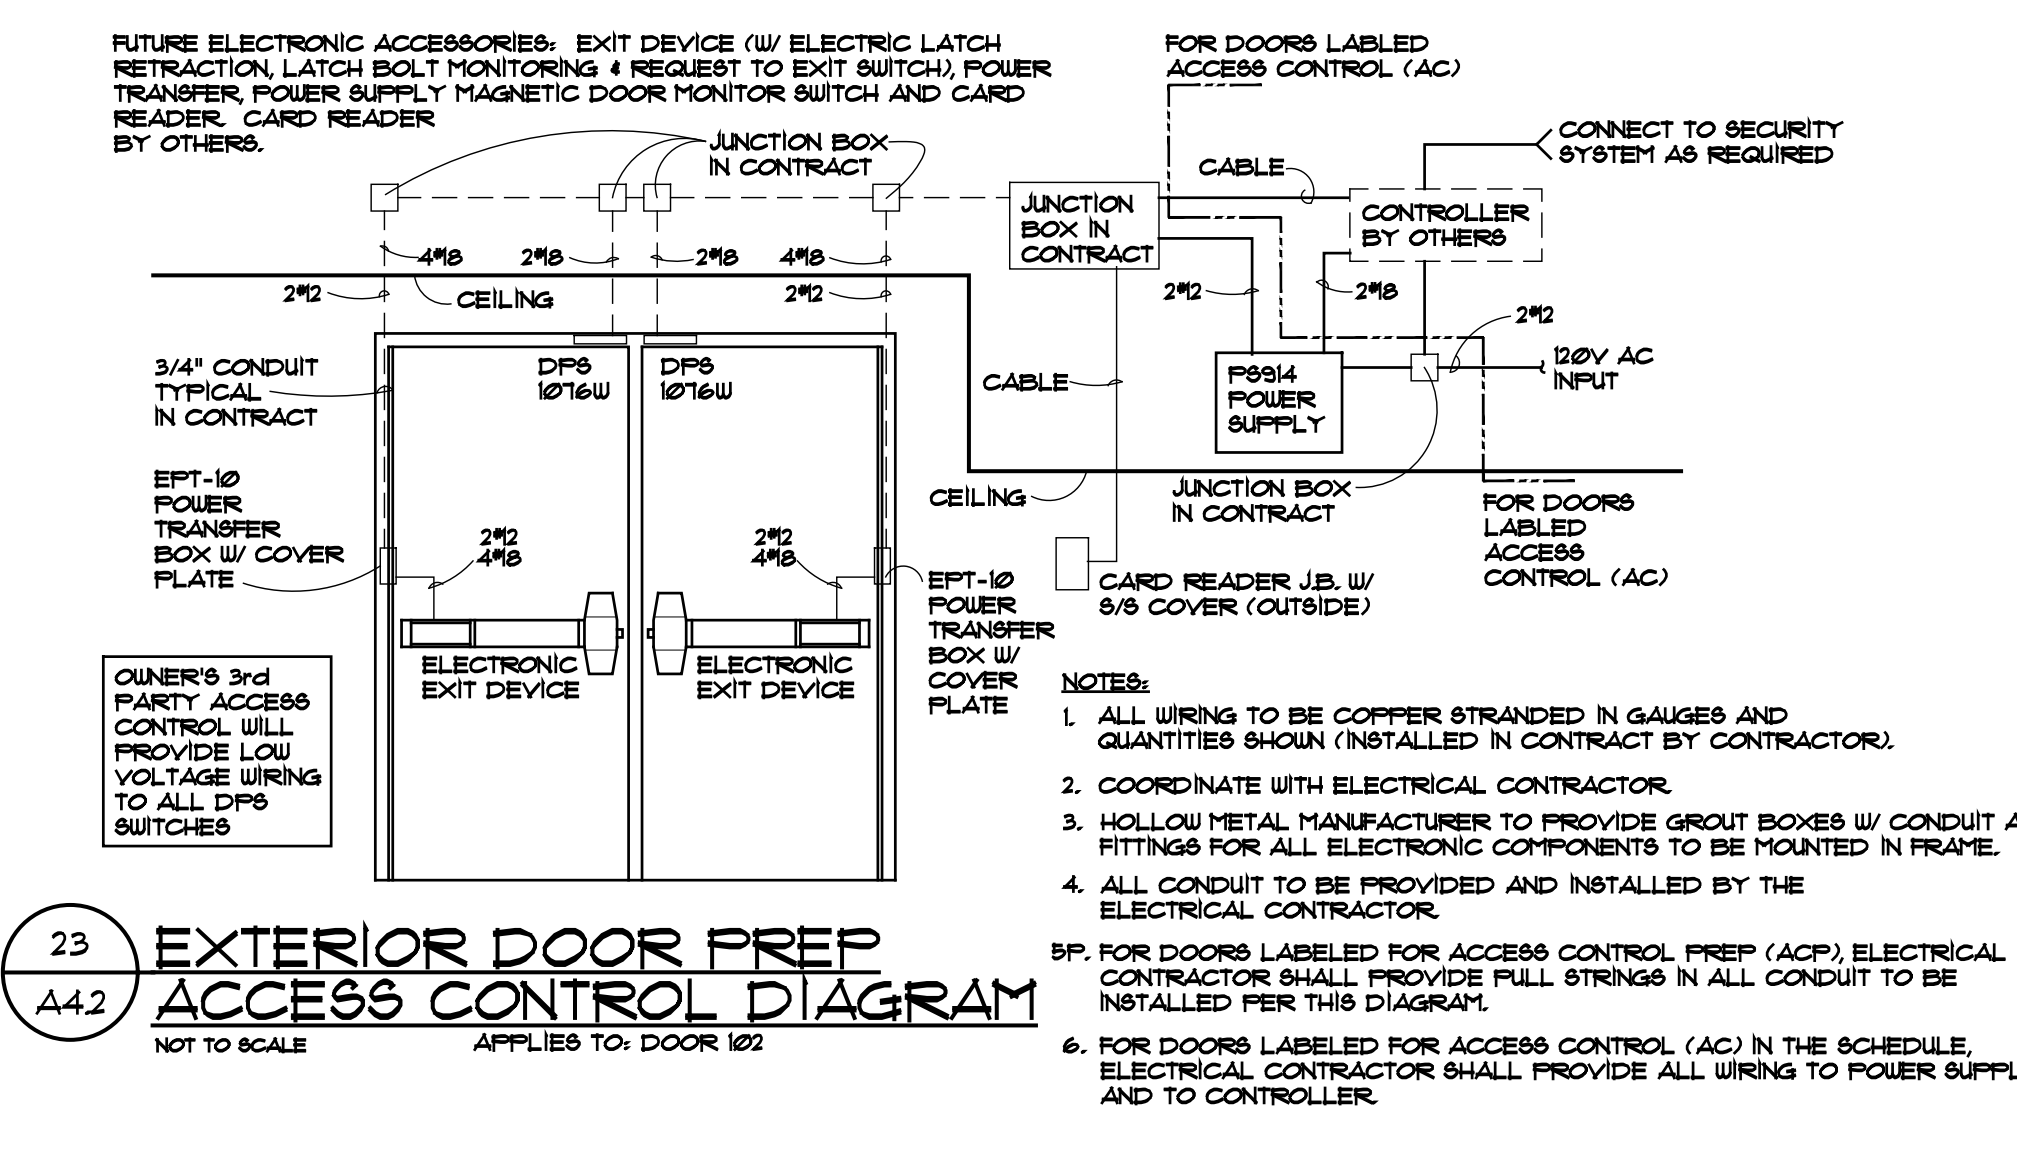 FUTURE ELECTRONIC ACCESSORIES: EXIT DEVICE (W/ ELECTRIC LATCH
RETRACTION, LATCH BOLT MONITORING & REQUEST TO EXIT SWITCH), POWER
TRANSFER, POWER SUPPLY MAGNETIC DOOR MONITOR SWITCH AND CARD
READER. CARD READER
BY OTHERS.
JUNCTION BOX
IN CONTRACT
FOR DOORS LABLED
ACCESS CONTROL (AC)
CABLE
CONNECT TO SECURITY
SYSTEM AS REQUIRED
JUNCTION
BOX IN
CONTRACT
CONTROLLER
BY OTHERS
4#18
2#18
2#18
4#18
2#12
CEILING
2#12
2#12
2#18
2#12
3/4" CONDUIT
TYPICAL
IN CONTRACT
DPS
1076W
DPS
1076W
CABLE
PS914
POWER
SUPPLY
120V AC
INPUT
EPT-10
POWER
TRANSFER
BOX W/ COVER
PLATE
2#12
4#18
2#12
4#18
CEILING
JUNCTION BOX
IN CONTRACT
FOR DOORS
LABLED
ACCESS
CONTROL (AC)
EPT-10
POWER
TRANSFER
BOX W/
COVER
PLATE
CARD READER J.B. W/
S/S COVER (OUTSIDE)
ELECTRONIC
EXIT DEVICE
ELECTRONIC
EXIT DEVICE
OWNER'S 3rd
PARTY ACCESS
CONTROL WILL
PROVIDE LOW
VOLTAGE WIRING
TO ALL DPS
SWITCHES
NOTES:
1. ALL WIRING TO BE COPPER STRANDED IN GAUGES AND
QUANTITIES SHOWN (INSTALLED IN CONTRACT BY CONTRACTOR).
2. COORDINATE WITH ELECTRICAL CONTRACTOR.
3. HOLLOW METAL MANUFACTURER TO PROVIDE GROUT BOXES W/ CONDUIT A
FITTINGS FOR ALL ELECTRONIC COMPONENTS TO BE MOUNTED IN FRAME.
4. ALL CONDUIT TO BE PROVIDED AND INSTALLED BY THE
ELECTRICAL CONTRACTOR.
5P. FOR DOORS LABELED FOR ACCESS CONTROL PREP (ACP), ELECTRICAL
CONTRACTOR SHALL PROVIDE PULL STRINGS IN ALL CONDUIT TO BE
INSTALLED PER THIS DIAGRAM.
6. FOR DOORS LABELED FOR ACCESS CONTROL (AC) IN THE SCHEDULE,
ELECTRICAL CONTRACTOR SHALL PROVIDE ALL WIRING TO POWER SUPPL
AND TO CONTROLLER.
23
A4.2
EXTERIOR DOOR PREP
ACCESS CONTROL DIAGRAM
NOT TO SCALE
APPLIES TO: DOOR 102